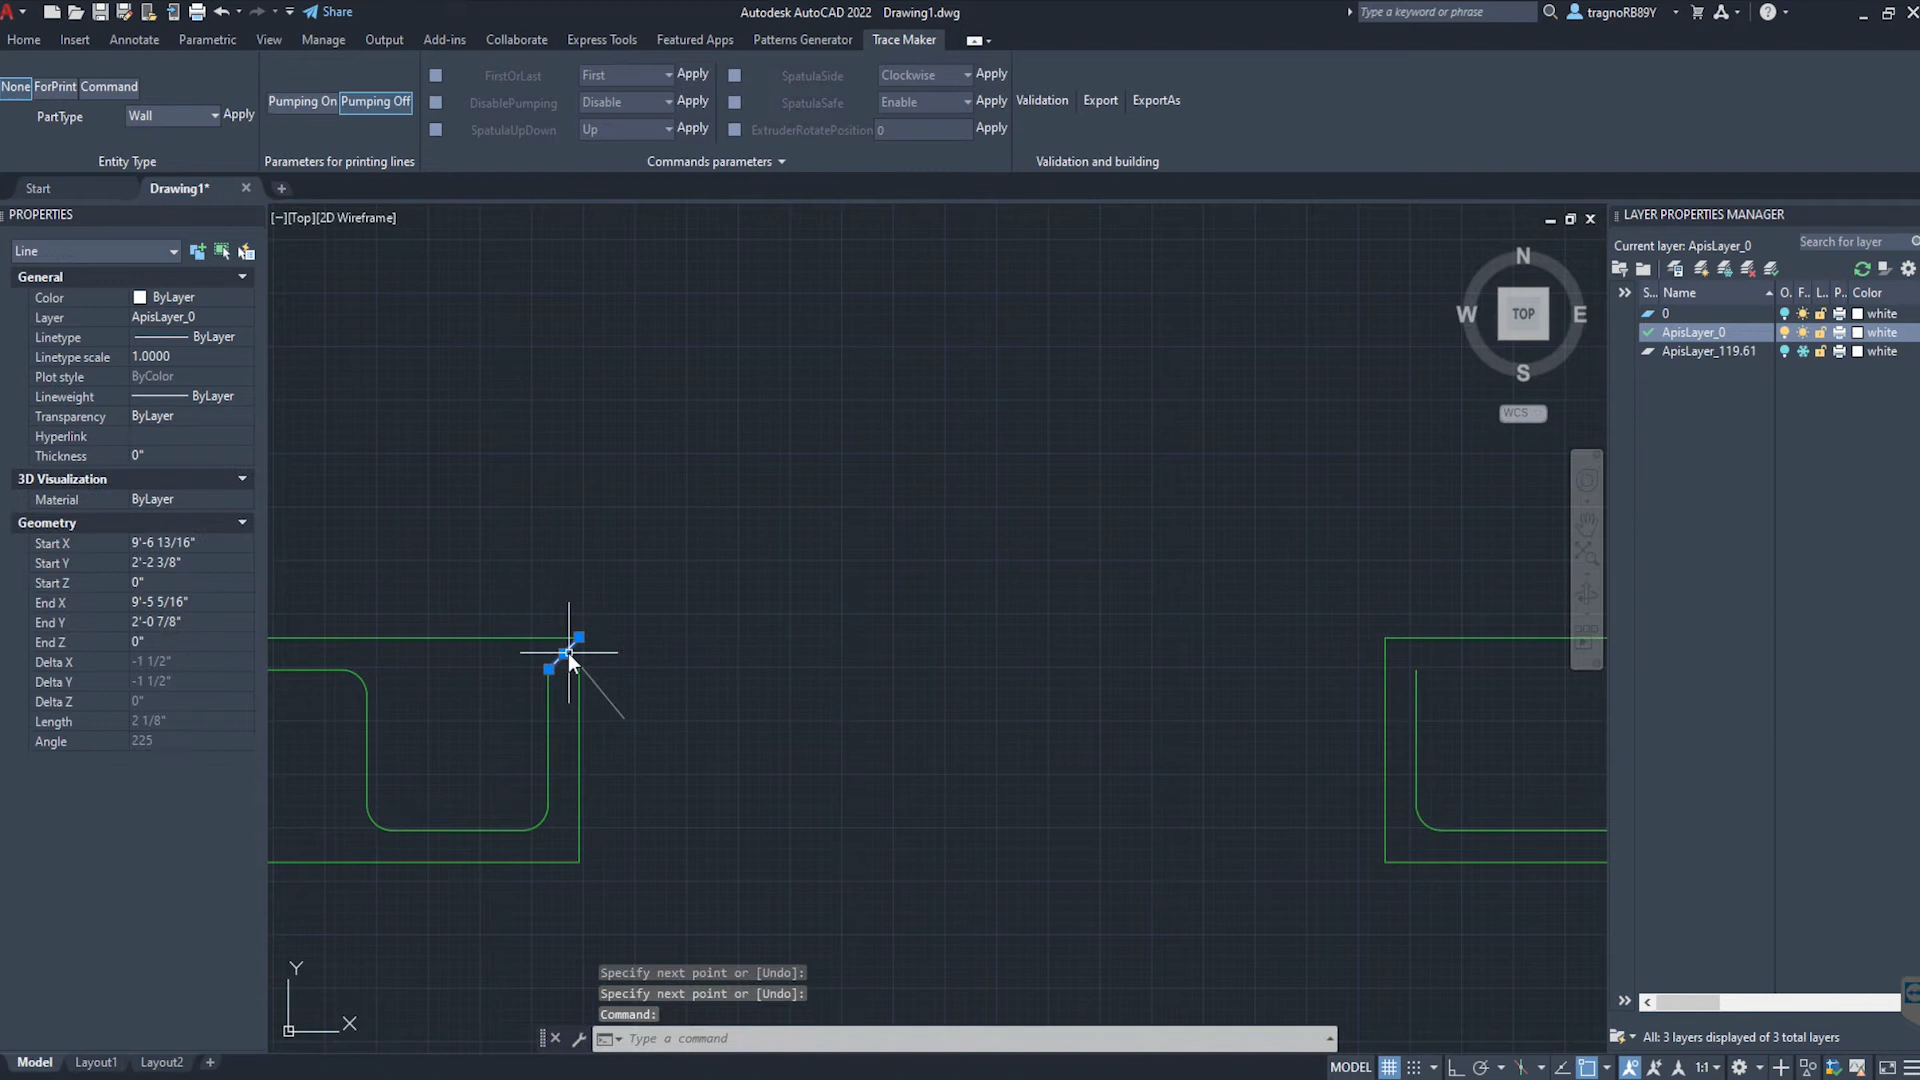 Share
Autodesk AutoCAD 2022 Drawing1.dwg
Type a keyword or phrase
tragnoRB89Y
Home Insert Annotate Parametric View Manage Output Add-ins Collaborate Express Tools Featured Apps Patterns Generator Trace Maker
None ForPrint Command
PartType Wall Apply
Entity Type
Pumping On Pumping Off
Parameters for printing lines
FirstOrLast First Apply
DisablePumping Disable Apply
SpatulaUpDown Up Apply
SpatulaSide Clockwise Apply
SpatulaSafe Enable Apply
ExtruderRotatePosition 0 Apply
Commands parameters
Validation Export ExportAs
Validation and building
Start Drawing1*
PROPERTIES
Line
General
Color ByLayer
Layer ApisLayer_0
Linetype ByLayer
Linetype scale 1.0000
Plot style ByColor
Lineweight ByLayer
Transparency ByLayer
Hyperlink
Thickness 0"
3D Visualization
Material ByLayer
Geometry
Start X 9'-6 13/16"
Start Y 2'-2 3/8"
Start Z 0"
End X 9'-5 5/16"
End Y 2'-0 7/8"
End Z 0"
Delta X -1 1/2"
Delta Y -1 1/2"
Delta Z 0"
Length 2 1/8"
Angle 225
[−][Top][2D Wireframe]
N
W TOP E
S
WCS
Y
X
Specify next point or [Undo]:
Specify next point or [Undo]:
Command:
Type a command
LAYER PROPERTIES MANAGER
Current layer: ApisLayer_0
Search for layer
S... Name O. F.. L.. P.. Color
0 white
ApisLayer_0 white
ApisLayer_119.61 white
All: 3 layers displayed of 3 total layers
Model Layout1 Layout2 +
MODEL 1:1